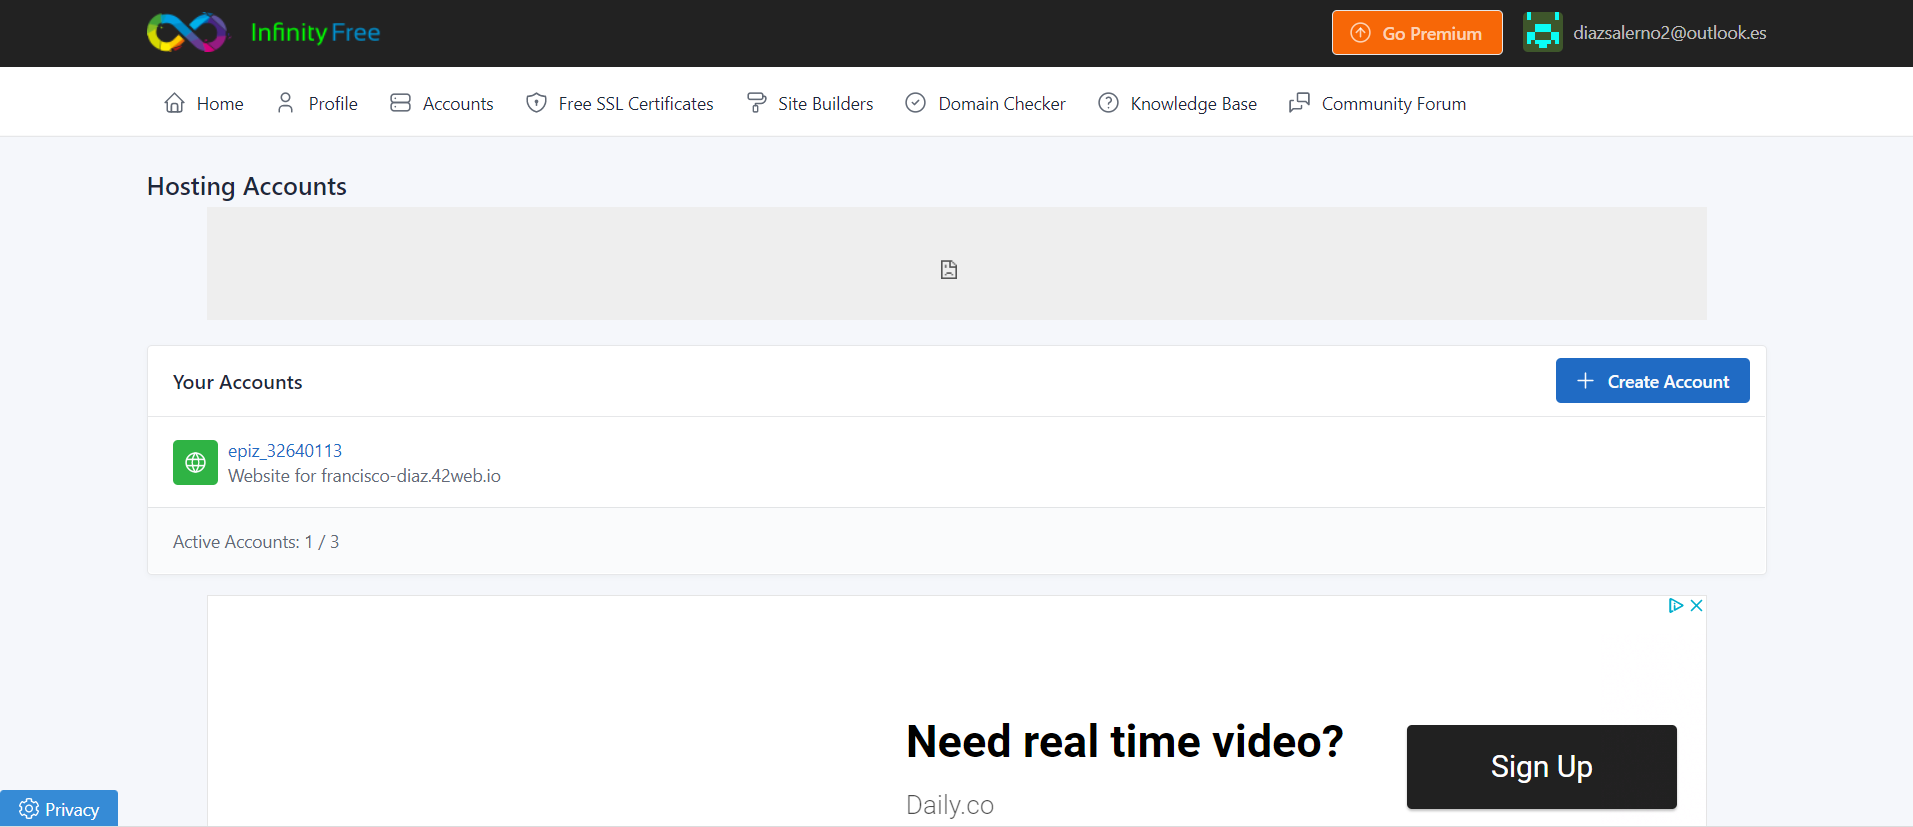 Infinity Free
Go Premium
diazsalerno2@outlook.es
Home
Profile
Accounts
Free SSL Certificates
Site Builders
Domain Checker
Knowledge Base
Community Forum
Hosting Accounts
Your Accounts
Create Account
epiz_32640113
Website for francisco-diaz.42web.io
Active Accounts: 1 / 3
Need real time video?
Sign Up
Daily.co
Privacy